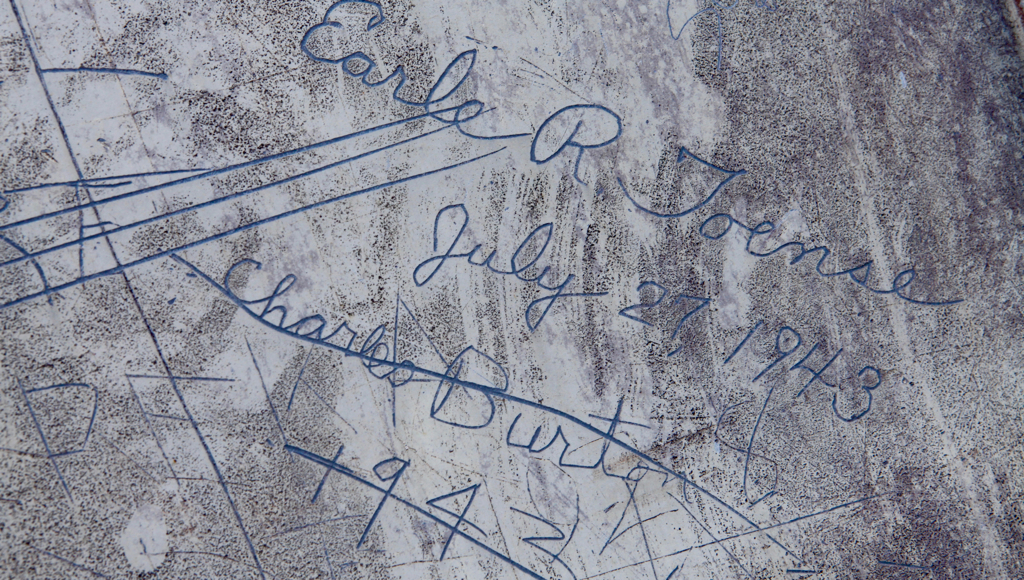 Earle R Joense
July 27, 1943
Charles Burton
1942